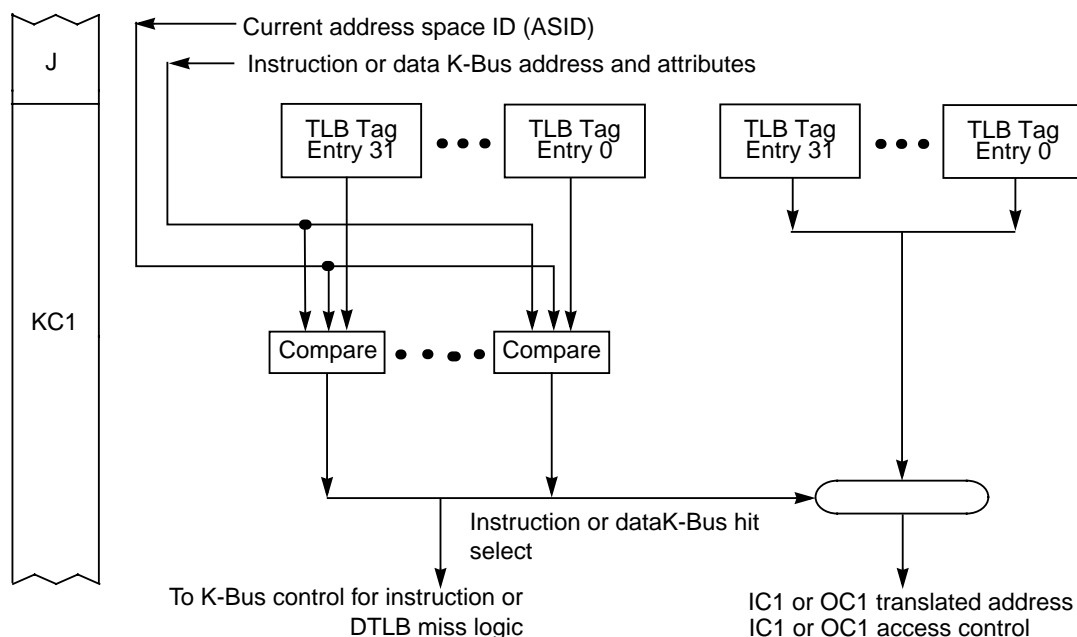 Current address space ID (ASID)
J
Instruction or data K-Bus address and attributes
TLB Tag
Entry 31
TLB Tag
Entry 0
TLB Tag
Entry 31
TLB Tag
Entry 0
KC1
Compare
Compare
Instruction or dataK-Bus hit
select
To K-Bus control for instruction or
DTLB miss logic
IC1 or OC1 translated address
IC1 or OC1 access control